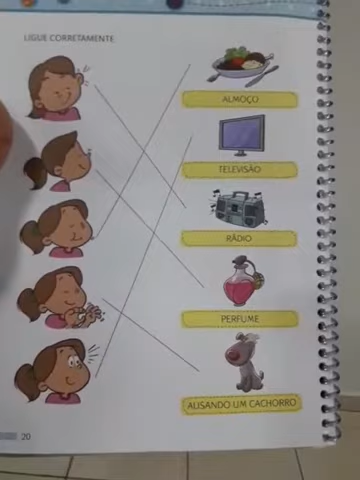 LIGUE CORRETAMENTE
ALMOÇO
TELEVISÃO
RÁDIO
PERFUME
ALISANDO UM CACHORRO
20